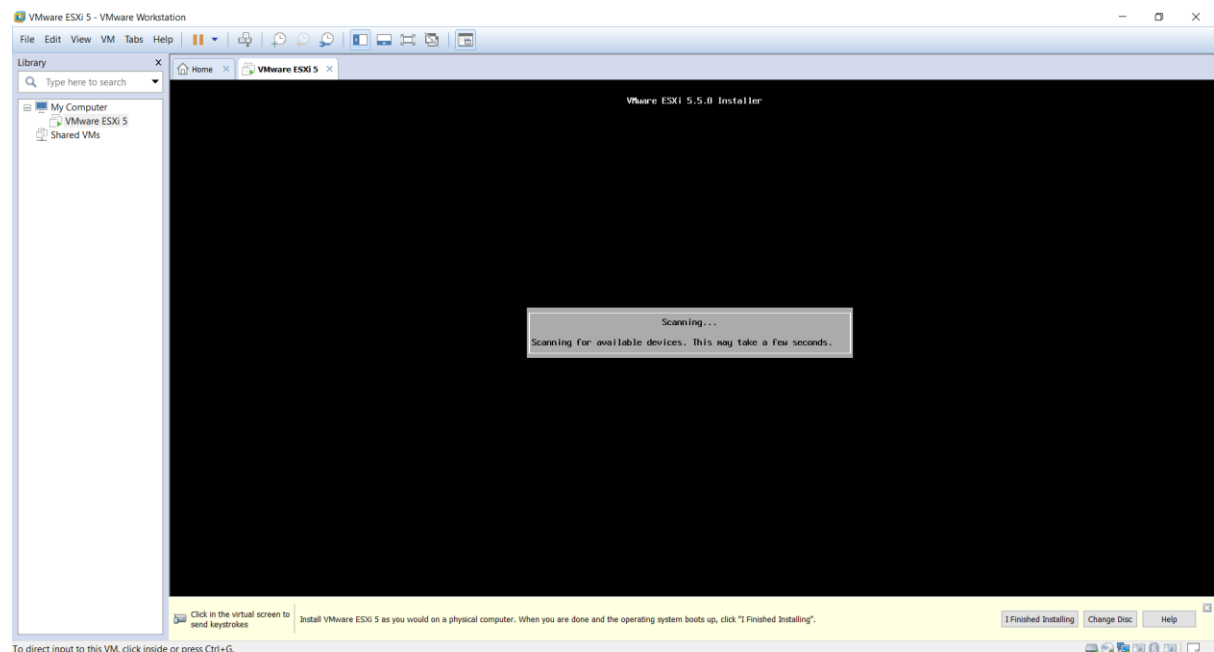 VMware ESXi 5 - VMware Workstation
File Edit View VM Tabs Help
Library X
Home × VMware ESXi 5 ×
Type here to search
My Computer
VMware ESXi 5
Shared VMs
VMware ESXi 5.5.0 Installer
Scanning...
Scanning for available devices. This may take a few seconds.
Click in the virtual screen to
send keystrokes
Install VMware ESXi 5 as you would on a physical computer. When you are done and the operating system boots up, click "I Finished Installing".
I Finished Installing Change Disc Help
To direct input to this VM, click inside or press Ctrl+G.